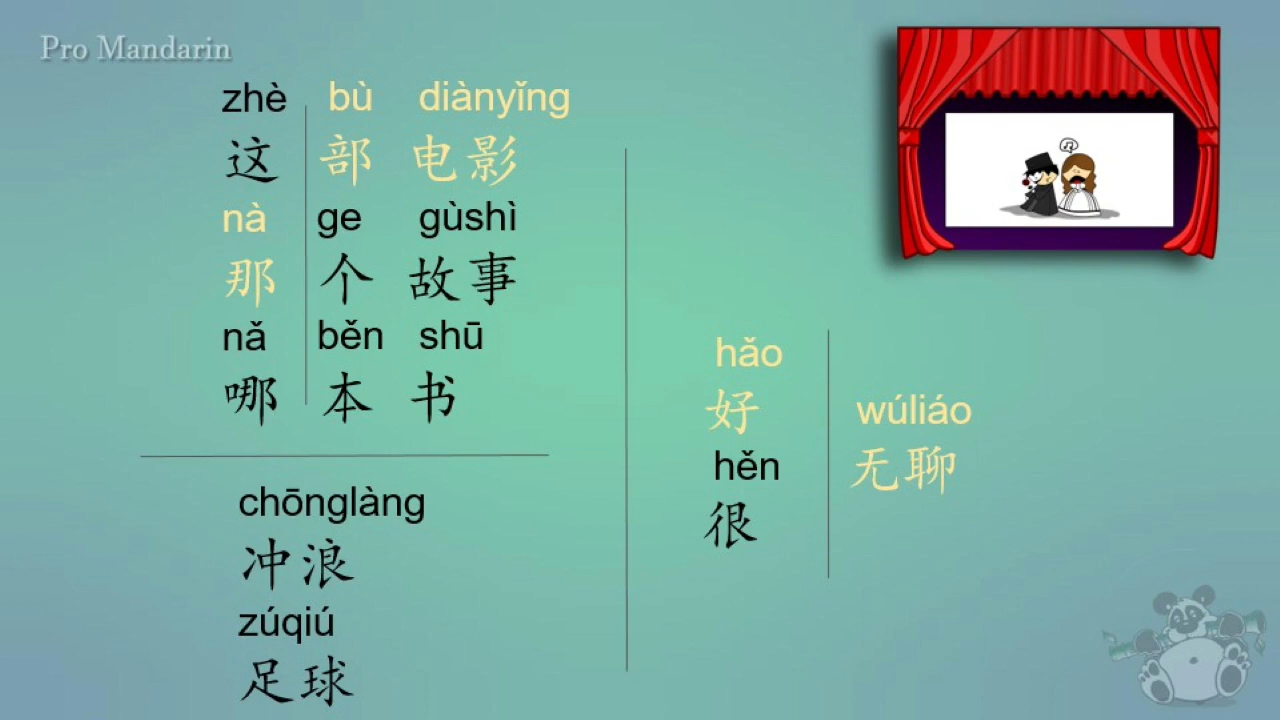 Pro Mandarin
zhè bù diànyǐng
这 部 电影
nà ge gùshì
那 个 故事
nǎ běn shū
哪 本 书
chōnglàng
冲浪
zúqiú
足球
hǎo
好
hěn
很
wúliáo
无聊